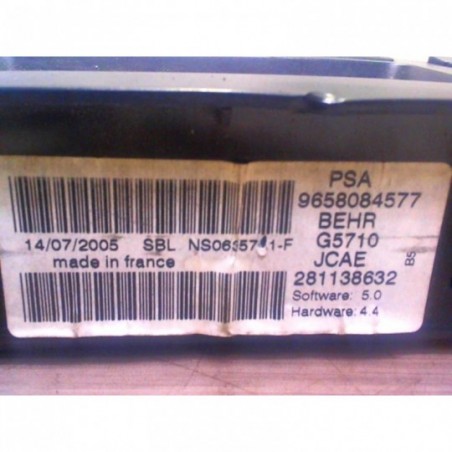 14/07/2005 SBL
made in france
PSA
9658084577
BEHR
G5710
JCAE
281138632
Software: 5.0
Hardware: 4.4
B5